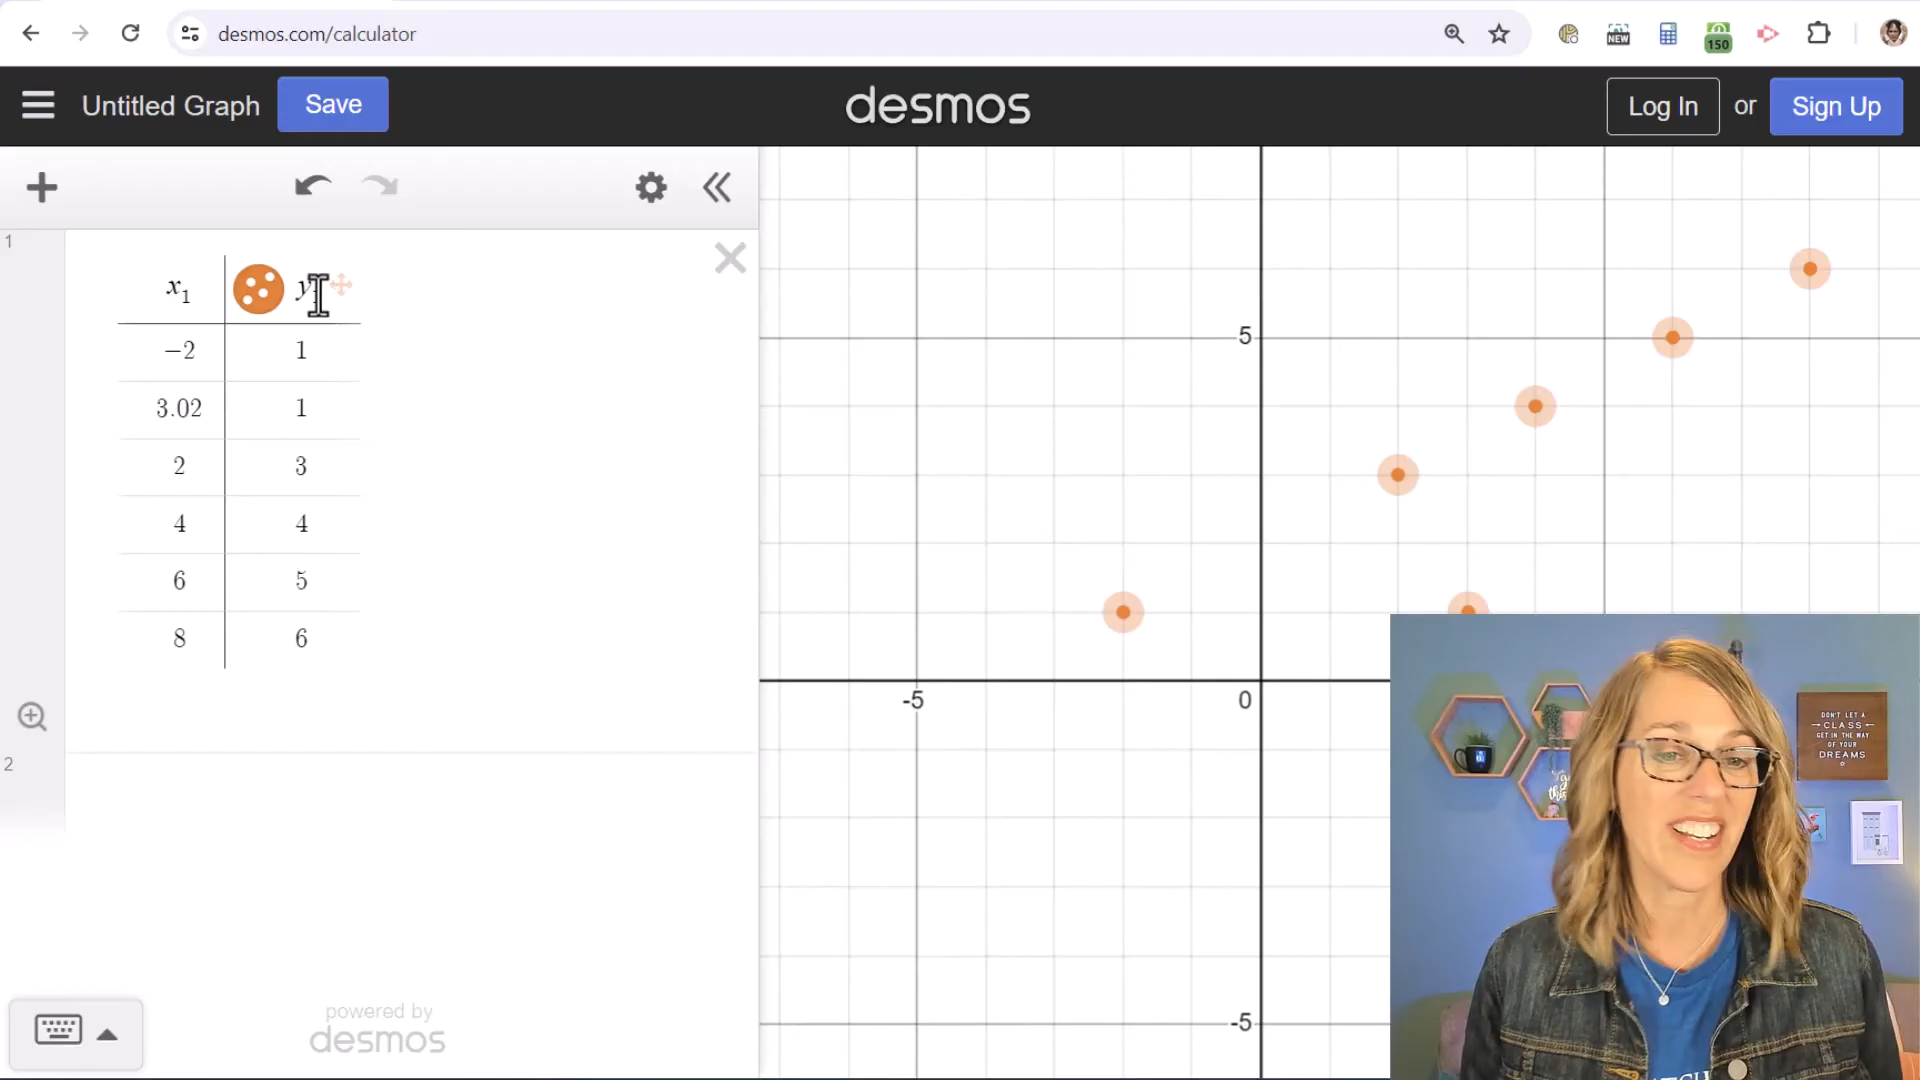 desmos.com/calculator
NEW
150
Untitled Graph
Save
desmos
Log In
or
Sign Up
1
x₁
y
−2
1
3.02
1
2
3
4
4
6
5
8
6
2
powered by
desmos
5
-5
0
-5
DON'T LET A
CLASS
GET IN THE WAY
OF YOUR
DREAMS